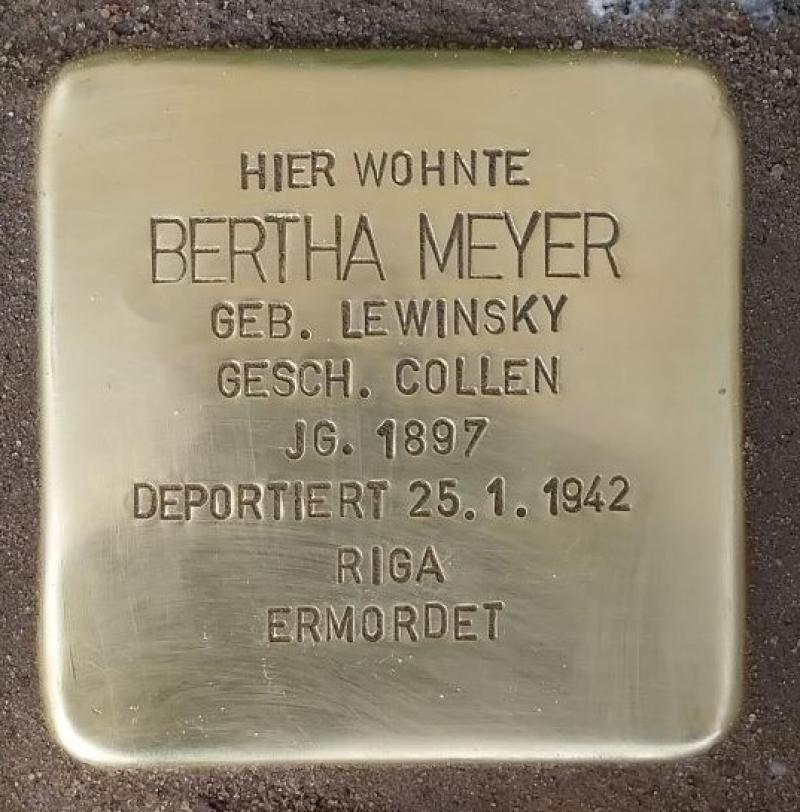 HIER WOHNTE
BERTHA MEYER
GEB. LEWINSKY
GESCH. COLLEN
JG. 1897
DEPORTIERT 25.1.1942
RIGA
ERMORDET